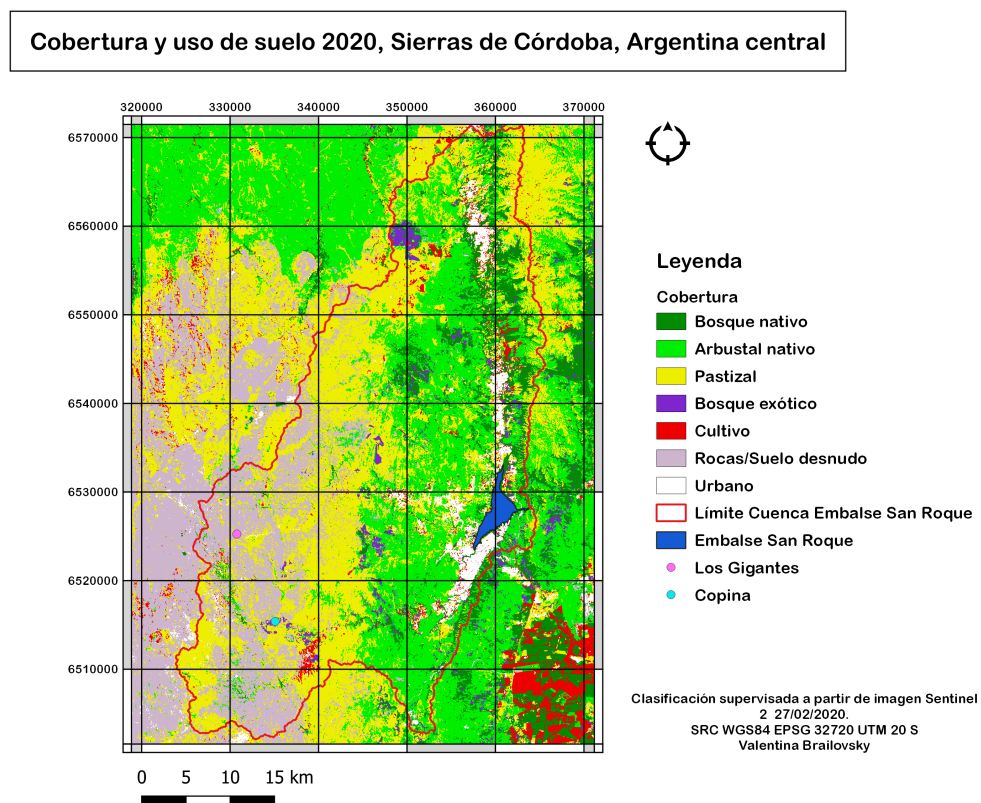 Cobertura y uso de suelo 2020, Sierras de Córdoba, Argentina central
320000 330000 340000 350000 360000 370000
6570000
6560000
6550000
6540000
6530000
6520000
6510000
Leyenda
Cobertura
Bosque nativo
Arbustal nativo
Pastizal
Bosque exótico
Cultivo
Rocas/Suelo desnudo
Urbano
Límite Cuenca Embalse San Roque
Embalse San Roque
Los Gigantes
Copina
Clasificación supervisada a partir de imagen Sentinel
2 27/02/2020.
SRC WGS84 EPSG 32720 UTM 20 S
Valentina Brailovsky
0 5 10 15 km